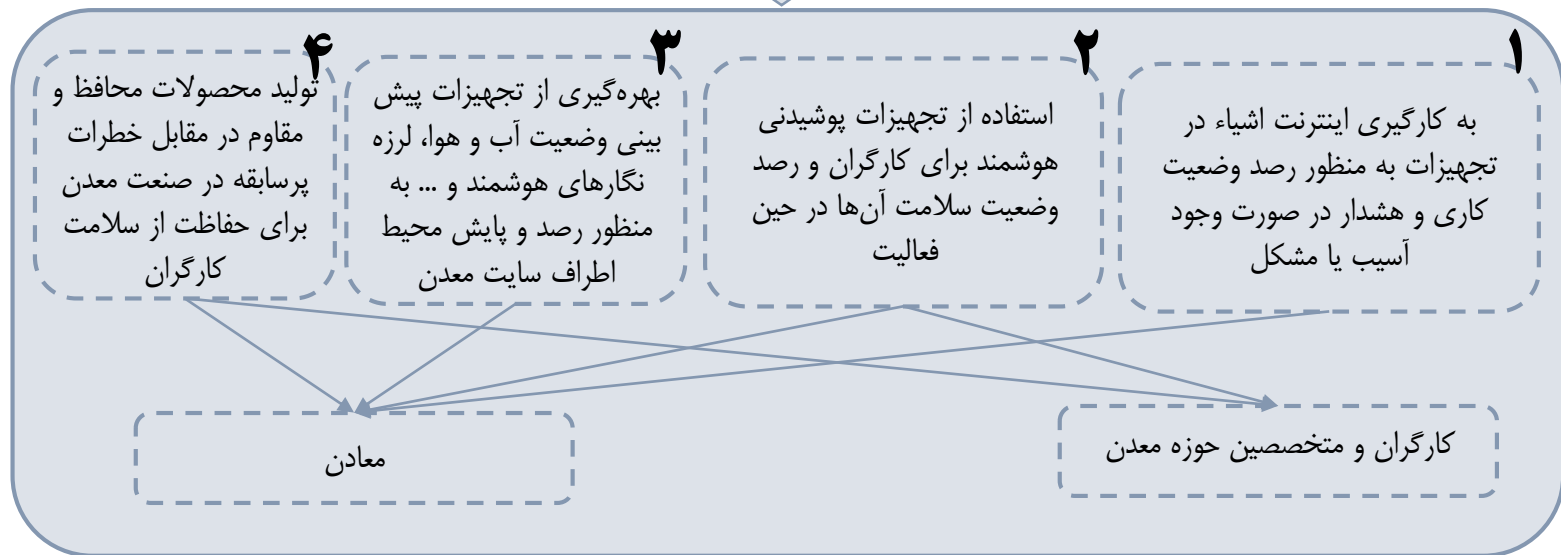 ۱
به کارگیری اینترنت اشیاء در
تجهیزات به منظور رصد وضعیت
کاری و هشدار در صورت وجود
آسیب یا مشکل
۲
استفاده از تجهیزات پوشیدنی
هوشمند برای کارگران و رصد
وضعیت سلامت آن‌ها در حین
فعالیت
۳
بهره‌گیری از تجهیزات پیش
بینی وضعیت آب و هوا، لرزه
نگارهای هوشمند و ... به
منظور رصد و پایش محیط
اطراف سایت معدن
۴
تولید محصولات محافظ و
مقاوم در مقابل خطرات
پرسابقه در صنعت معدن
برای حفاظت از سلامت
کارگران
کارگران و متخصصین حوزه معدن
معادن